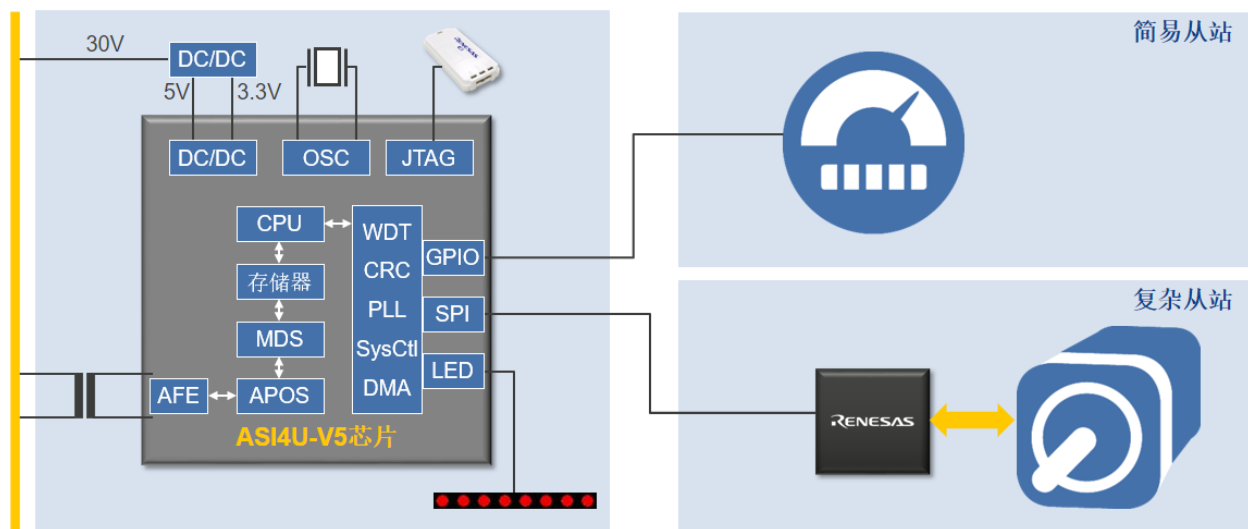 30V
DC/DC
5V
3.3V
RENESAS
DC/DC
OSC
JTAG
CPU
存储器
MDS
AFE
APOS
WDT
CRC
PLL
SysCtl
DMA
GPIO
SPI
LED
ASI4U-V5芯片
简易从站
复杂从站
RENESAS